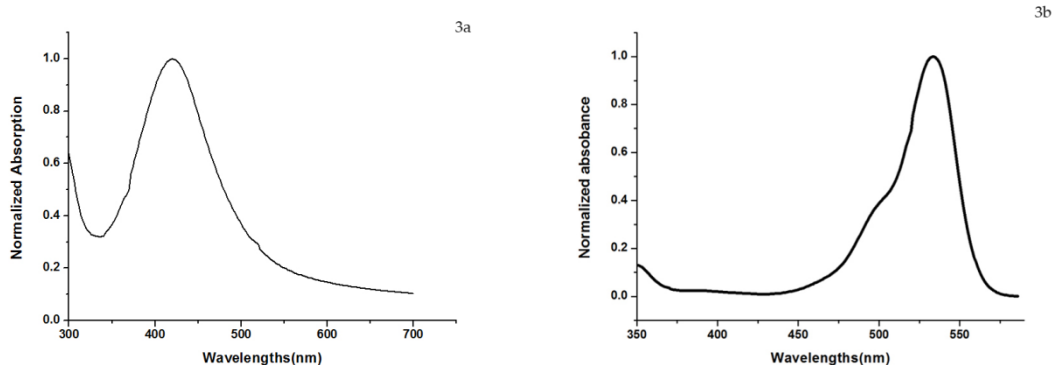 3a
1.0
0.8
0.6
0.4
0.2
0.0
Normalized Absorption
300 400 500 600 700
Wavelengths(nm)
3b
1.0
0.8
0.6
0.4
0.2
0.0
Normalized absobance
350 400 450 500 550
Wavelengths(nm)